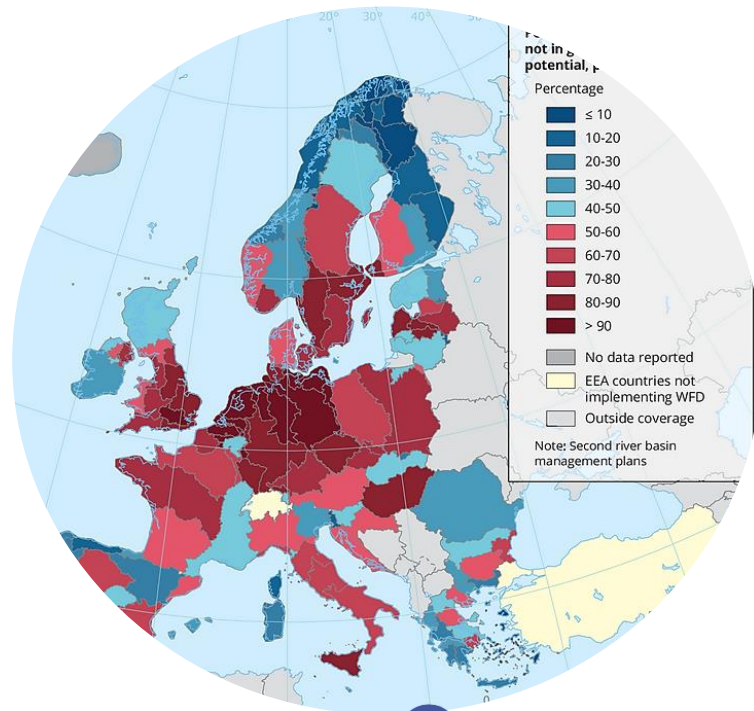 20° 30° 40°
not in g
potential, p
Percentage
≤ 10
10-20
20-30
30-40
40-50
50-60
60-70
70-80
80-90
> 90
No data reported
EEA countries not
implementing WFD
Outside coverage
Note: Second river basin
management plans